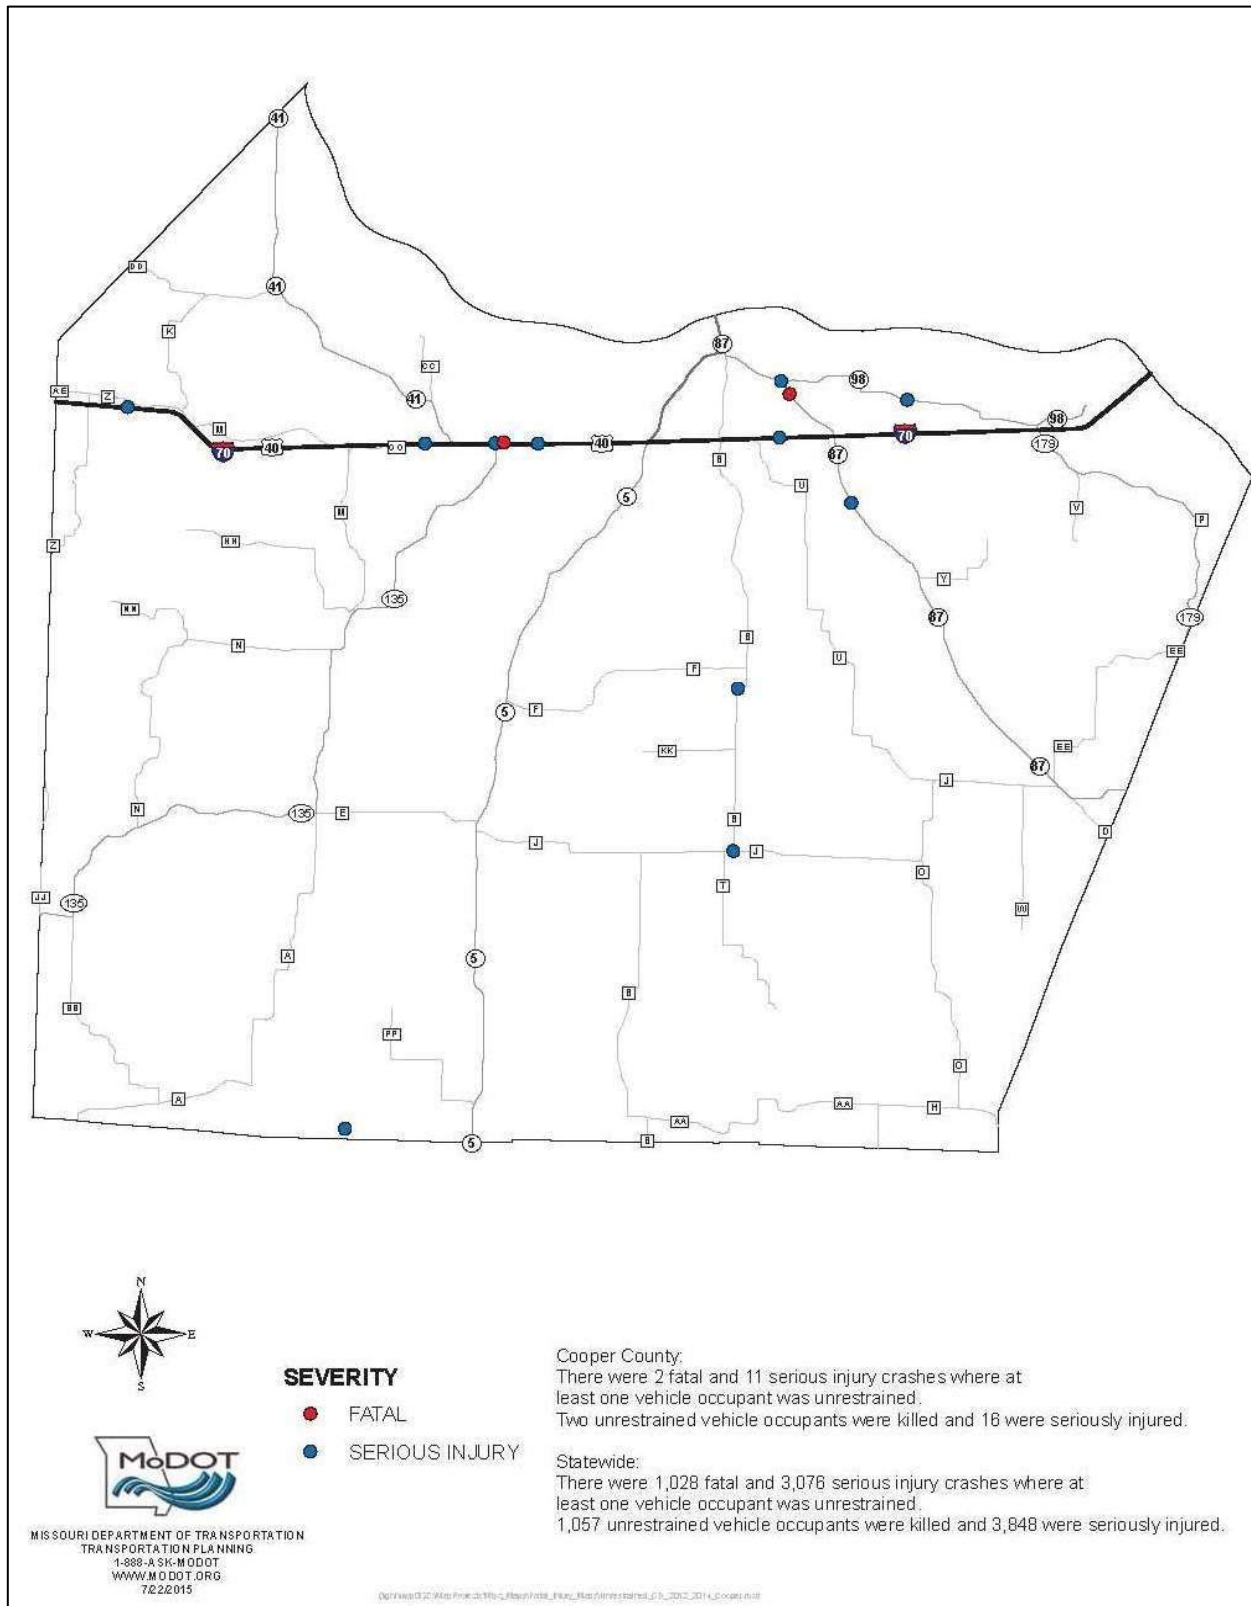 41
DD
41
K
87
CC
AE
Z
41
98
98
M
70
40
OO
40
70
179
87
B
5
U
M
V
P
HH
Z
135
Y
NN
87
179
B
N
U
EE
F
5
F
KK
EE
87
J
N
135
E
B
D
J
J
O
T
JJ
135
W
A
5
B
BB
PP
O
A
AA
H
AA
B
5
N
W
E
S
SEVERITY
FATAL
SERIOUS INJURY
Cooper County:
There were 2 fatal and 11 serious injury crashes where at
least one vehicle occupant was unrestrained.
Two unrestrained vehicle occupants were killed and 16 were seriously injured.
Statewide:
There were 1,028 fatal and 3,076 serious injury crashes where at
least one vehicle occupant was unrestrained.
1,057 unrestrained vehicle occupants were killed and 3,848 were seriously injured.
MoDOT
MISSOURI DEPARTMENT OF TRANSPORTATION
TRANSPORTATION PLANNING
1-888-ASK-MODOT
WWW.MODOT.ORG
7/22/2015